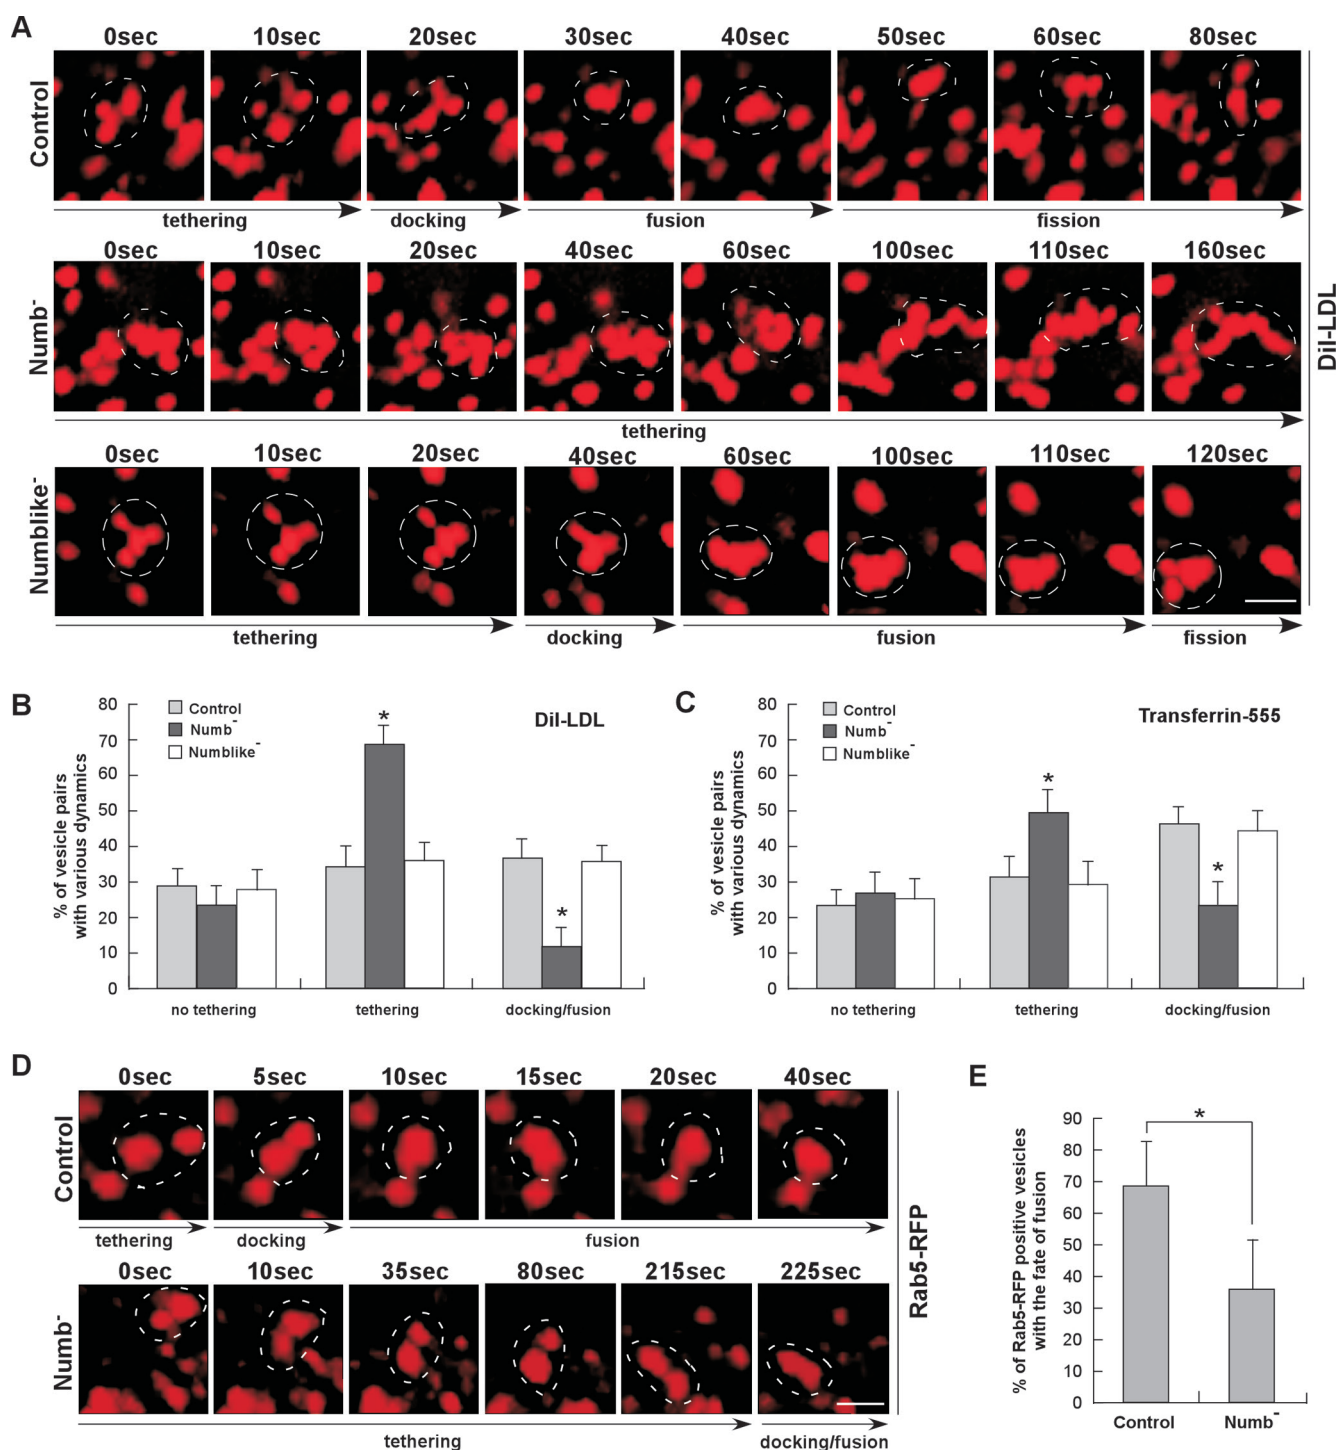 A
0sec 10sec 20sec 30sec 40sec 50sec 60sec 80sec
Control
tethering docking fusion fission
0sec 10sec 20sec 40sec 60sec 100sec 110sec 160sec
Numb-
tethering
0sec 10sec 20sec 40sec 60sec 100sec 110sec 120sec
Numblike-
tethering docking fusion fission
Dil-LDL
B
Dil-LDL
Control
Numb-
Numblike-
% of vesicle pairs
with various dynamics
80
70
60
50
40
30
20
10
0
*
*
no tethering tethering docking/fusion
C
Transferrin-555
Control
Numb-
Numblike-
% of vesicle pairs
with various dynamics
80
70
60
50
40
30
20
10
0
*
*
no tethering tethering docking/fusion
D
0sec 5sec 10sec 15sec 20sec 40sec
Control
tethering docking fusion
0sec 10sec 35sec 80sec 215sec 225sec
Numb-
tethering docking/fusion
Rab5-RFP
E
% of Rab5-RFP positive vesicles
with the fate of fusion
90
80
70
60
50
40
30
20
10
0
*
Control Numb-